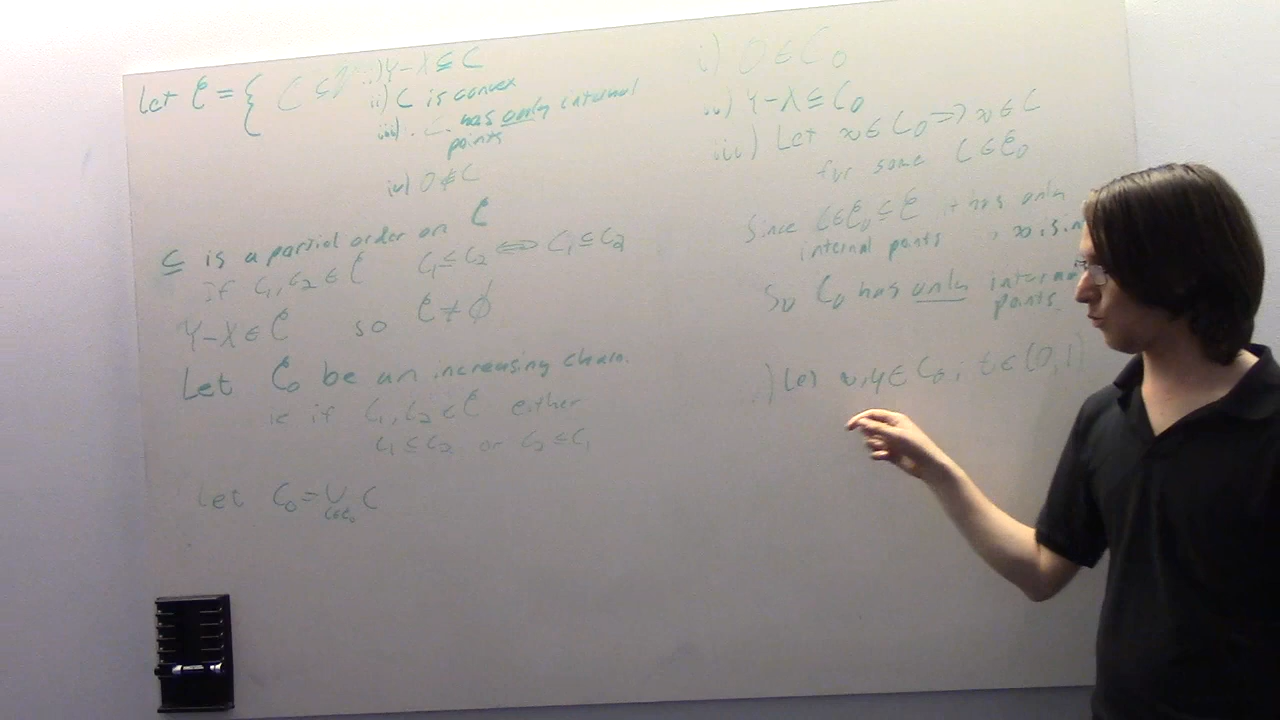 Let C = { C ⊆ V i) Y-X ⊆ C
ii) C is convex
iii) C has only internal
points
iv) 0 ∉ C
⊆ is a partial order on C
If C₁, C₂ ∈ C C₁ ≤ C₂ ⟺ C₁ ⊆ C₂
Y-X ∈ C so C ≠ ∅
Let C₀ be an increasing chain.
ie if C₁, C₂ ∈ C either
C₁ ≤ C₂ or C₂ ≤ C₁
Let C₀ = ∪ C
C∈C₀
i) 0 ∉ C₀
ii) Y-X ⊆ C₀
iii) Let x ∈ C₀ ⇒ x ∈ C
for some C ∈ C₀
Since C ∈ C₀ ⊆ C it has only
internal points , x is in
So C₀ has only internal
points.
) Let x, y ∈ C₀, t ∈ (0,1)